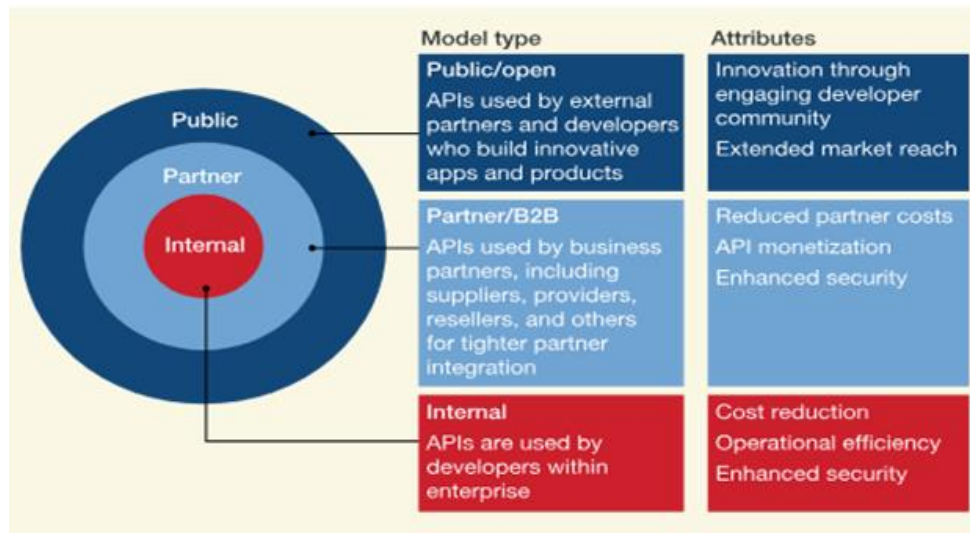 Model type
Attributes
Public
Partner
Internal
Public/open
APIs used by external
partners and developers
who build innovative
apps and products
Innovation through
engaging developer
community
Extended market reach
Partner/B2B
APIs used by business
partners, including
suppliers, providers,
resellers, and others
for tighter partner
integration
Reduced partner costs
API monetization
Enhanced security
Internal
APIs are used by
developers within
enterprise
Cost reduction
Operational efficiency
Enhanced security